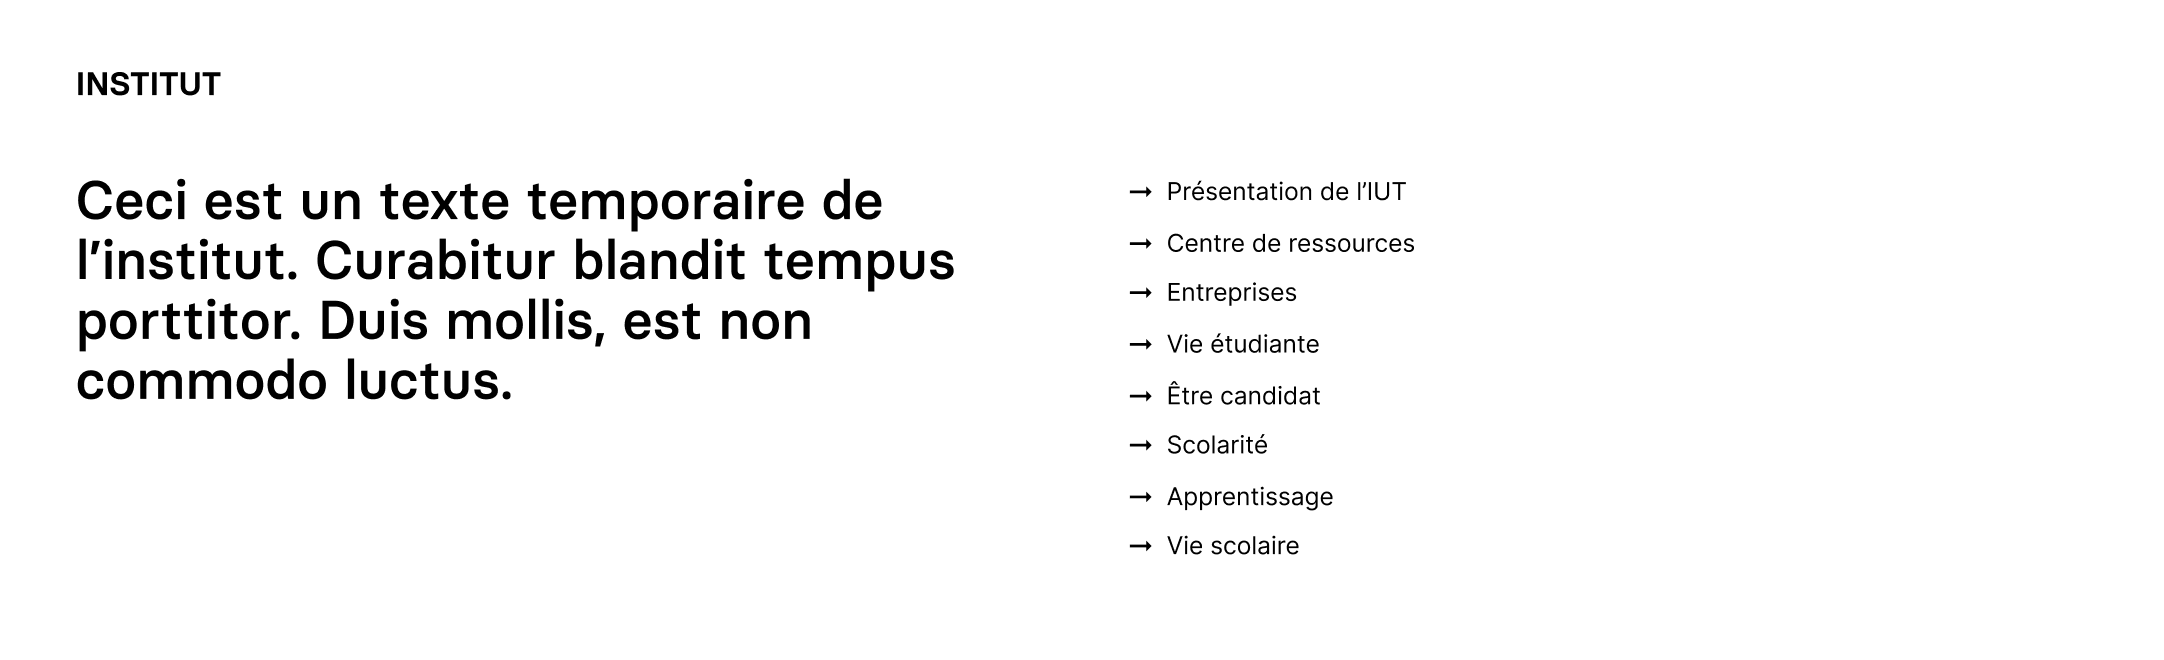 INSTITUT
Ceci est un texte temporaire de
l’institut. Curabitur blandit tempus
porttitor. Duis mollis, est non
commodo luctus.
→ Présentation de l’IUT
→ Centre de ressources
→ Entreprises
→ Vie étudiante
→ Être candidat
→ Scolarité
→ Apprentissage
→ Vie scolaire